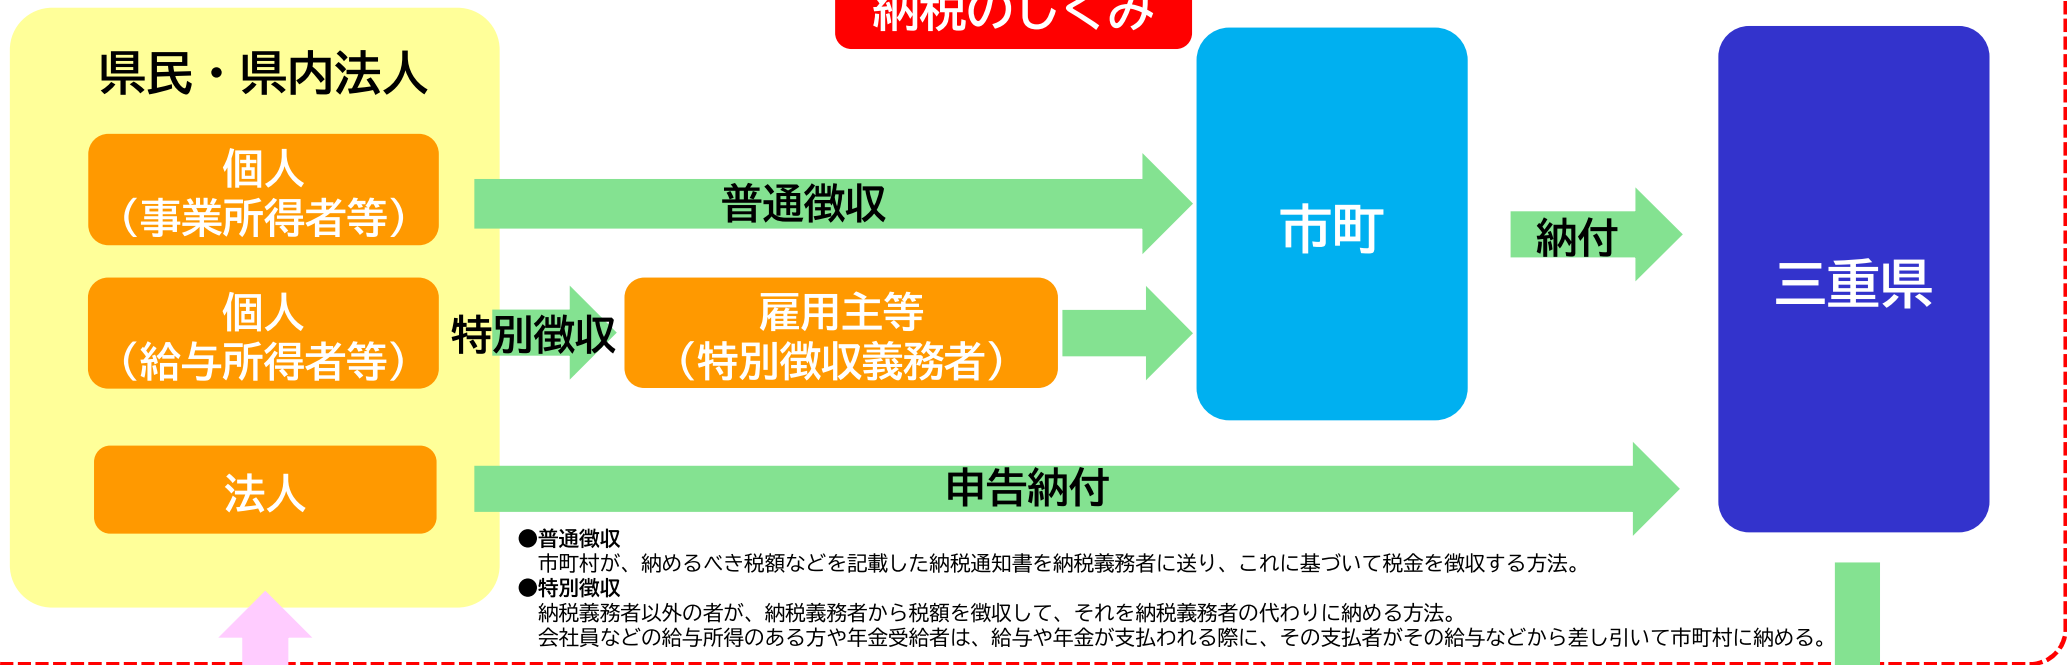 納税のしくみ
県民・県内法人
個人
（事業所得者等）
普通徴収
市町
納付
三重県
個人
（給与所得者等）
特別徴収
雇用主等
（特別徴収義務者）
法人
申告納付
●普通徴収
市町村が、納めるべき税額などを記載した納税通知書を納税義務者に送り、これに基づいて税金を徴収する方法。
●特別徴収
納税義務者以外の者が、納税義務者から税額を徴収して、それを納税義務者の代わりに納める方法。
会社員などの給与所得のある方や年金受給者は、給与や年金が支払われる際に、その支払者がその給与などから差し引いて市町村に納める。